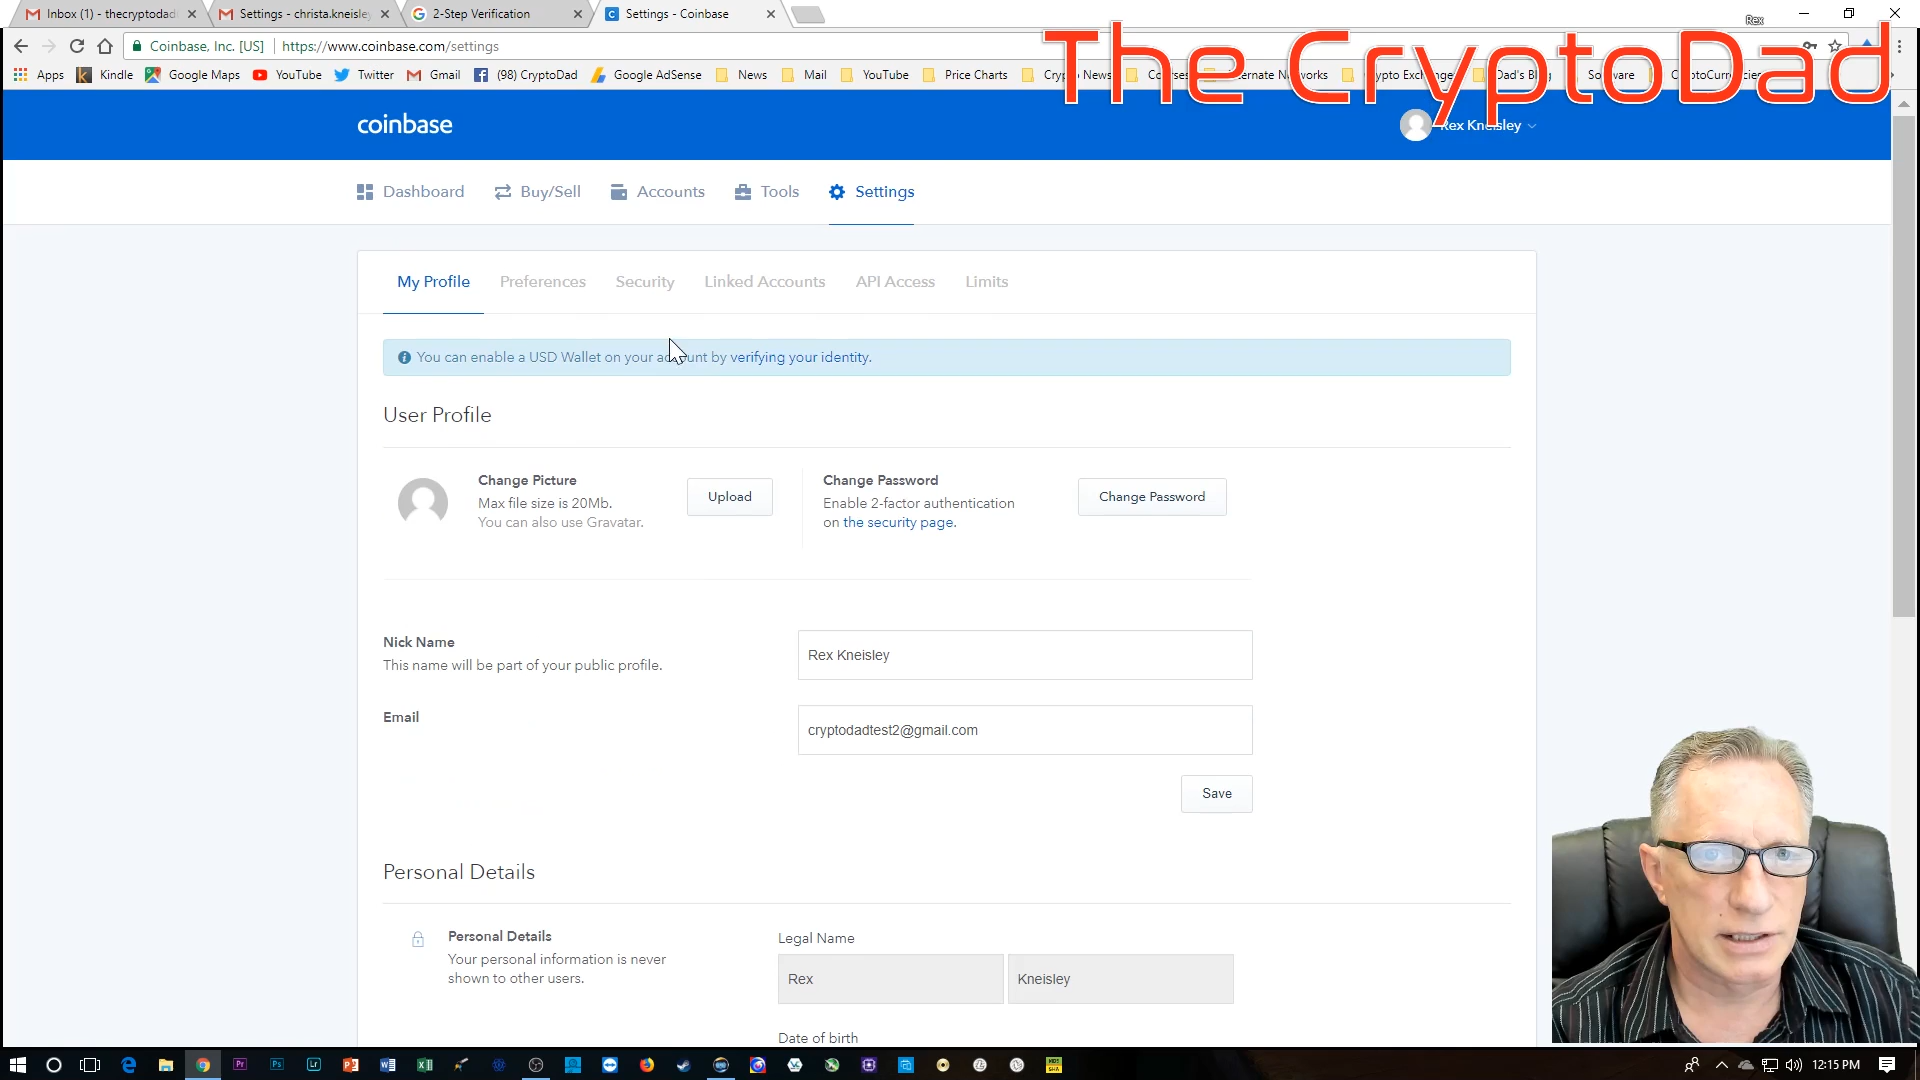 Inbox (1) - thecryptodad
Settings - christa.kneisley
2-Step Verification
Settings - Coinbase
Rex
Coinbase, Inc. [US]
https://www.coinbase.com/settings
Apps
Kindle
Google Maps
YouTube
Twitter
Gmail
(98) CryptoDad
Google AdSense
News
Mail
YouTube
Price Charts
The CryptoDad
coinbase
Rex Kneisley
Dashboard
Buy/Sell
Accounts
Tools
Settings
My Profile
Preferences
Security
Linked Accounts
API Access
Limits
You can enable a USD Wallet on your account by verifying your identity.
User Profile
Change Picture
Max file size is 20Mb.
You can also use Gravatar.
Upload
Change Password
Enable 2-factor authentication
on the security page.
Change Password
Nick Name
This name will be part of your public profile.
Rex Kneisley
Email
cryptodadtest2@gmail.com
Save
Personal Details
Personal Details
Your personal information is never
shown to other users.
Legal Name
Rex
Kneisley
Date of birth
12:15 PM